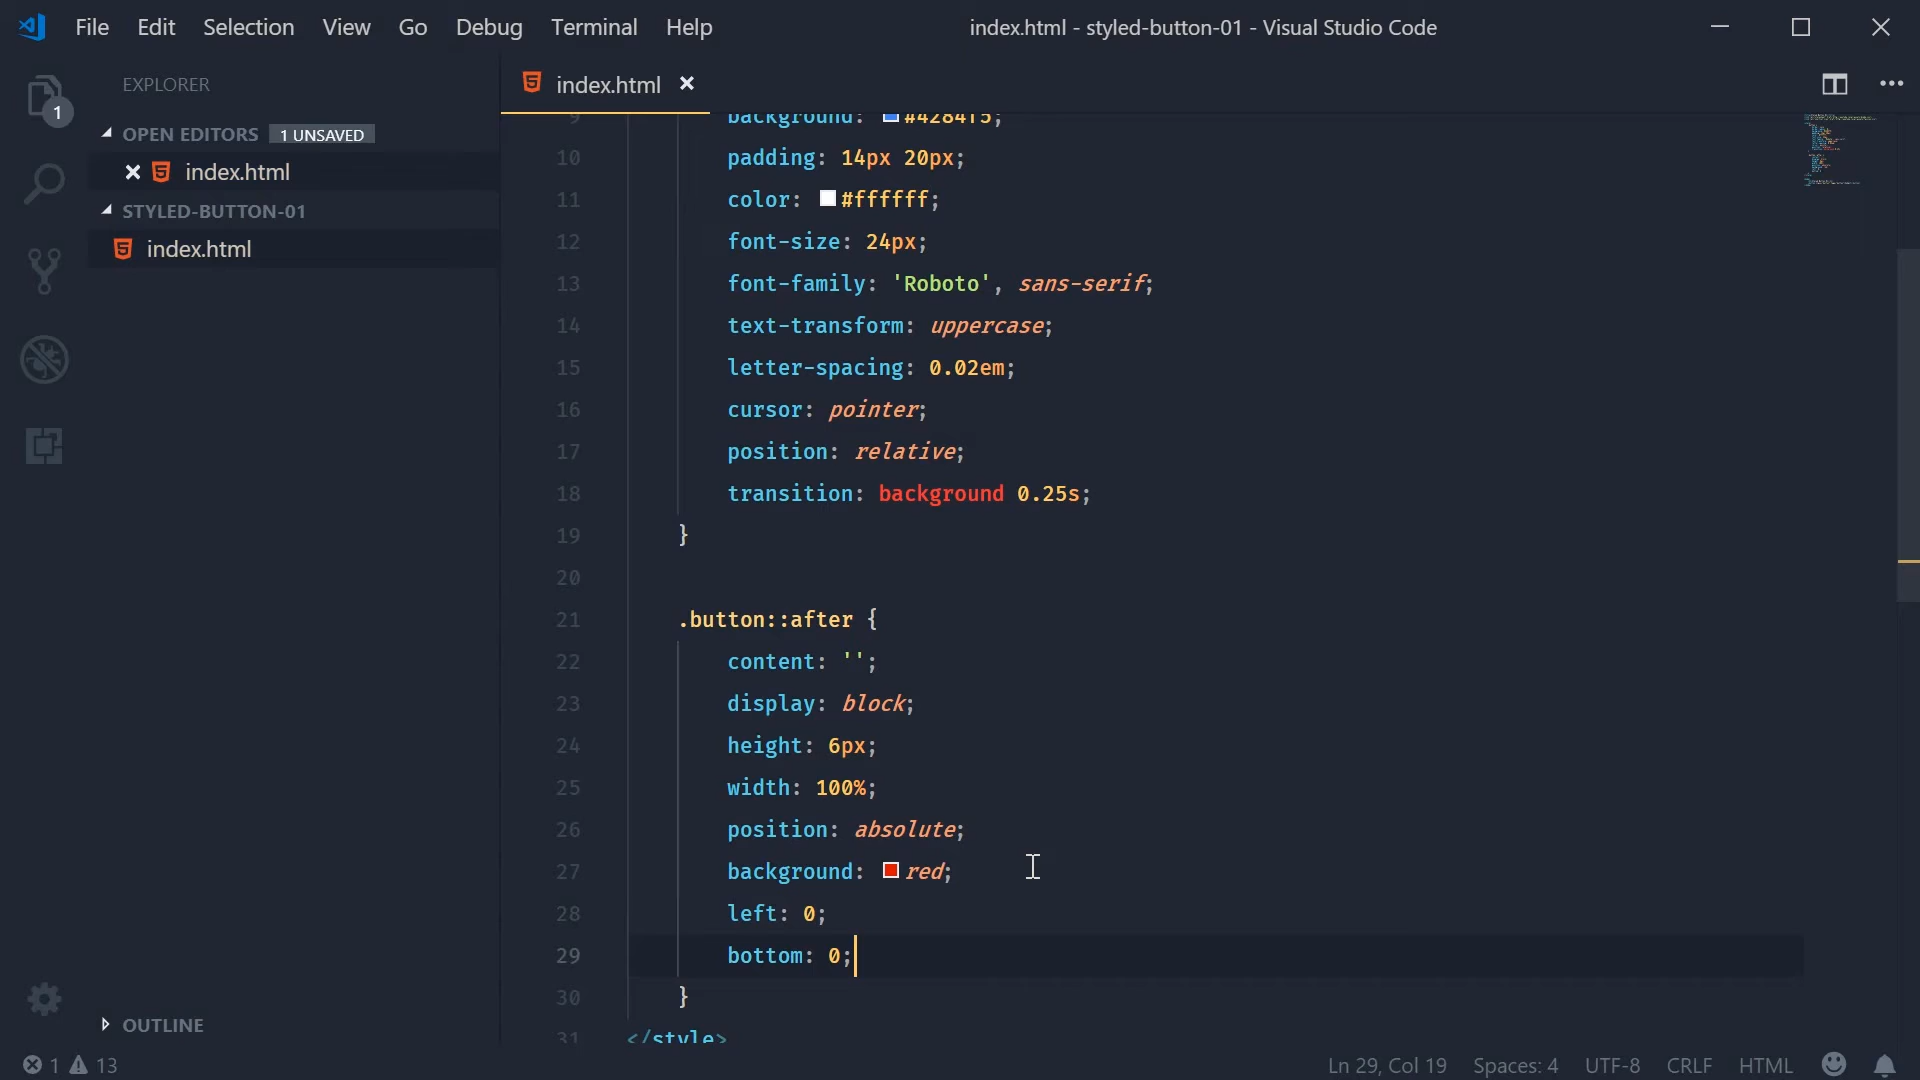 File Edit Selection View Go Debug Terminal Help
index.html - styled-button-01 - Visual Studio Code
1
EXPLORER
OPEN EDITORS 1 UNSAVED
index.html
STYLED-BUTTON-01
index.html
OUTLINE
index.html
9 background: #4284f5;
10 padding: 14px 20px;
11 color: #ffffff;
12 font-size: 24px;
13 font-family: 'Roboto', sans-serif;
14 text-transform: uppercase;
15 letter-spacing: 0.02em;
16 cursor: pointer;
17 position: relative;
18 transition: background 0.25s;
19 }
20
21 .button::after {
22 content: '';
23 display: block;
24 height: 6px;
25 width: 100%;
26 position: absolute;
27 background: red;
28 left: 0;
29 bottom: 0;
30 }
31 </style>
1 13
Ln 29, Col 19 Spaces: 4 UTF-8 CRLF HTML